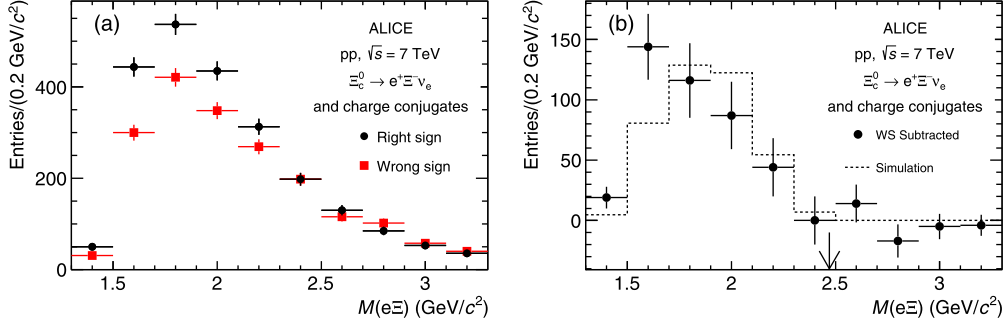 (a)
ALICE
pp, √s = 7 TeV
Ξ⁰c → e⁺Ξ⁻νe
and charge conjugates
Right sign
Wrong sign
Entries/(0.2 GeV/c²)
400
200
0
1.5
2
2.5
3
M(eΞ) (GeV/c²)
(b)
ALICE
pp, √s = 7 TeV
Ξ⁰c → e⁺Ξ⁻νe
and charge conjugates
WS Subtracted
Simulation
Entries/(0.2 GeV/c²)
150
100
50
0
1.5
2
2.5
3
M(eΞ) (GeV/c²)